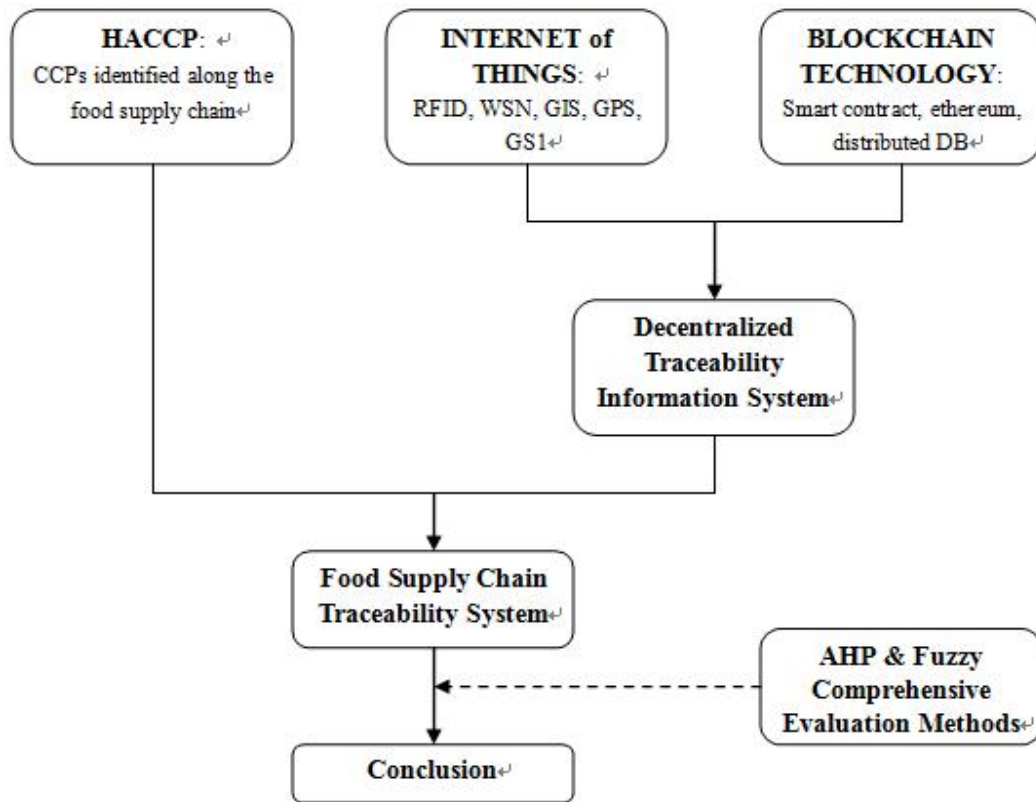 HACCP: ↵
CCPs identified along the
food supply chain↵
INTERNET of
THINGS: ↵
RFID, WSN, GIS, GPS,
GS1↵
BLOCKCHAIN
TECHNOLOGY:
Smart contract, ethereum,
distributed DB↵
Decentralized
Traceability
Information System↵
Food Supply Chain
Traceability System↵
AHP & Fuzzy
Comprehensive
Evaluation Methods↵
Conclusion↵